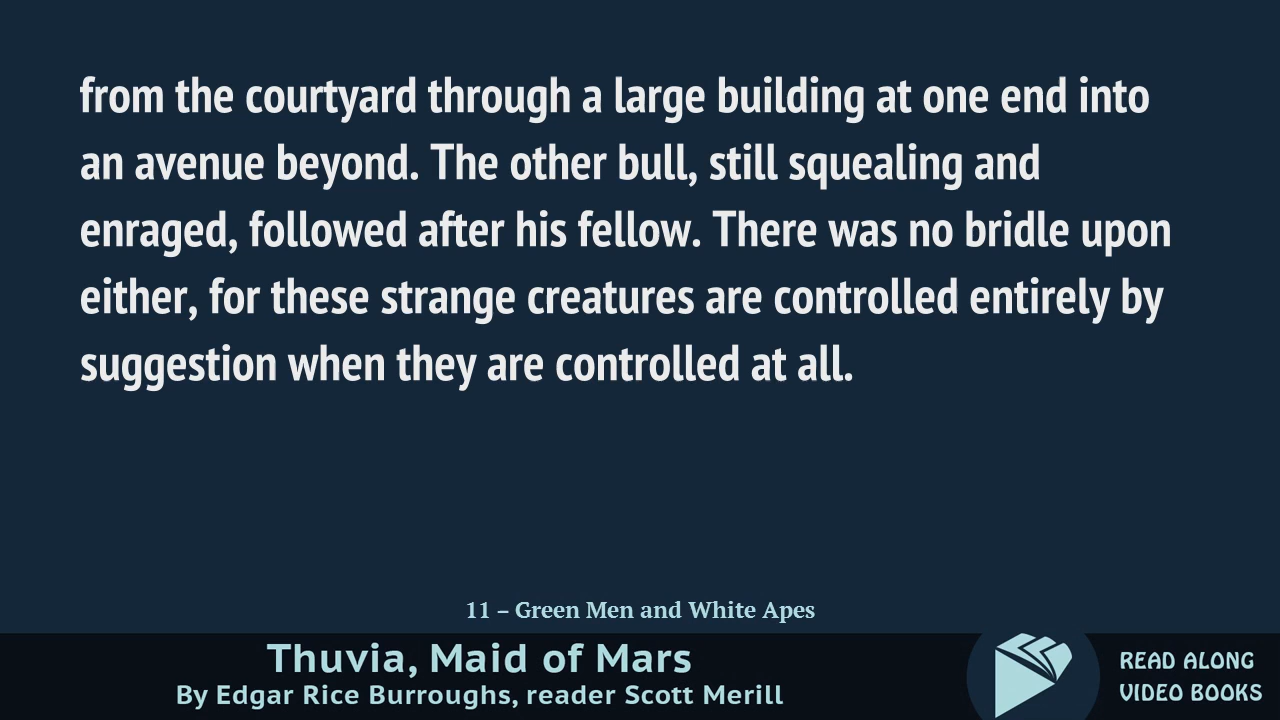 from the courtyard through a large building at one end into
an avenue beyond. The other bull, still squealing and
enraged, followed after his fellow. There was no bridle upon
either, for these strange creatures are controlled entirely by
suggestion when they are controlled at all.
11 – Green Men and White Apes
Thuvia, Maid of Mars
By Edgar Rice Burroughs, reader Scott Merill
READ ALONG
VIDEO BOOKS